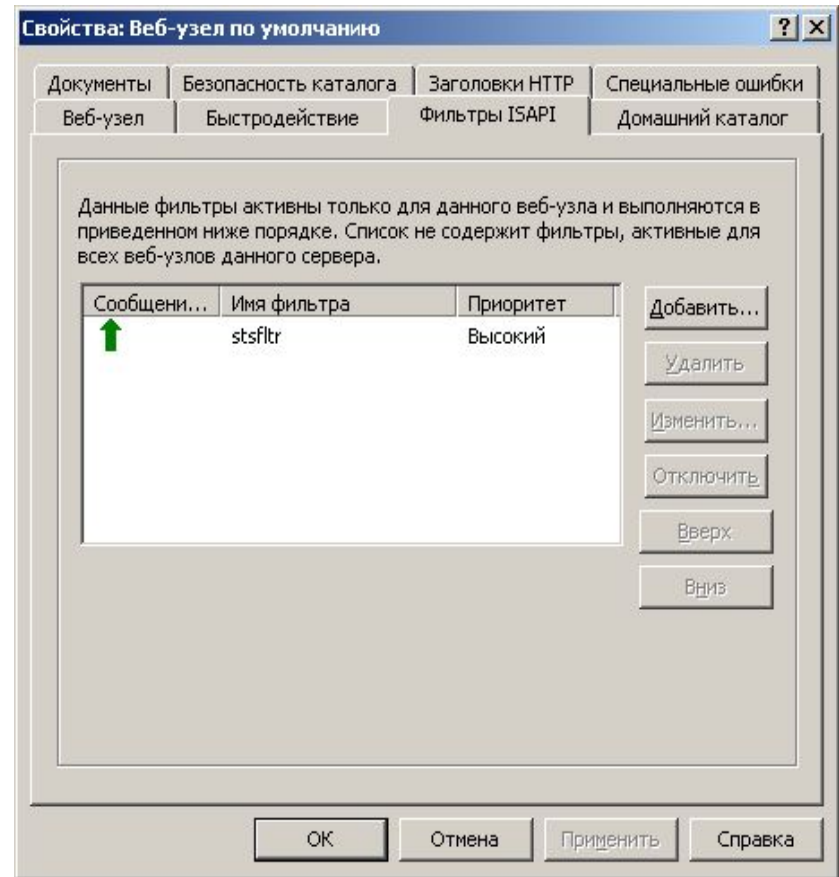 Свойства: Веб-узел по умолчанию
Документы Безопасность каталога Заголовки HTTP Специальные ошибки
Веб-узел Быстродействие Фильтры ISAPI Домашний каталог
Данные фильтры активны только для данного веб-узла и выполняются в
приведенном ниже порядке. Список не содержит фильтры, активные для
всех веб-узлов данного сервера.
Сообщени... Имя фильтра Приоритет
stsfltr Высокий
Добавить...
Удалить
Изменить...
Отключить
Вверх
Вниз
ОК Отмена Применить Справка